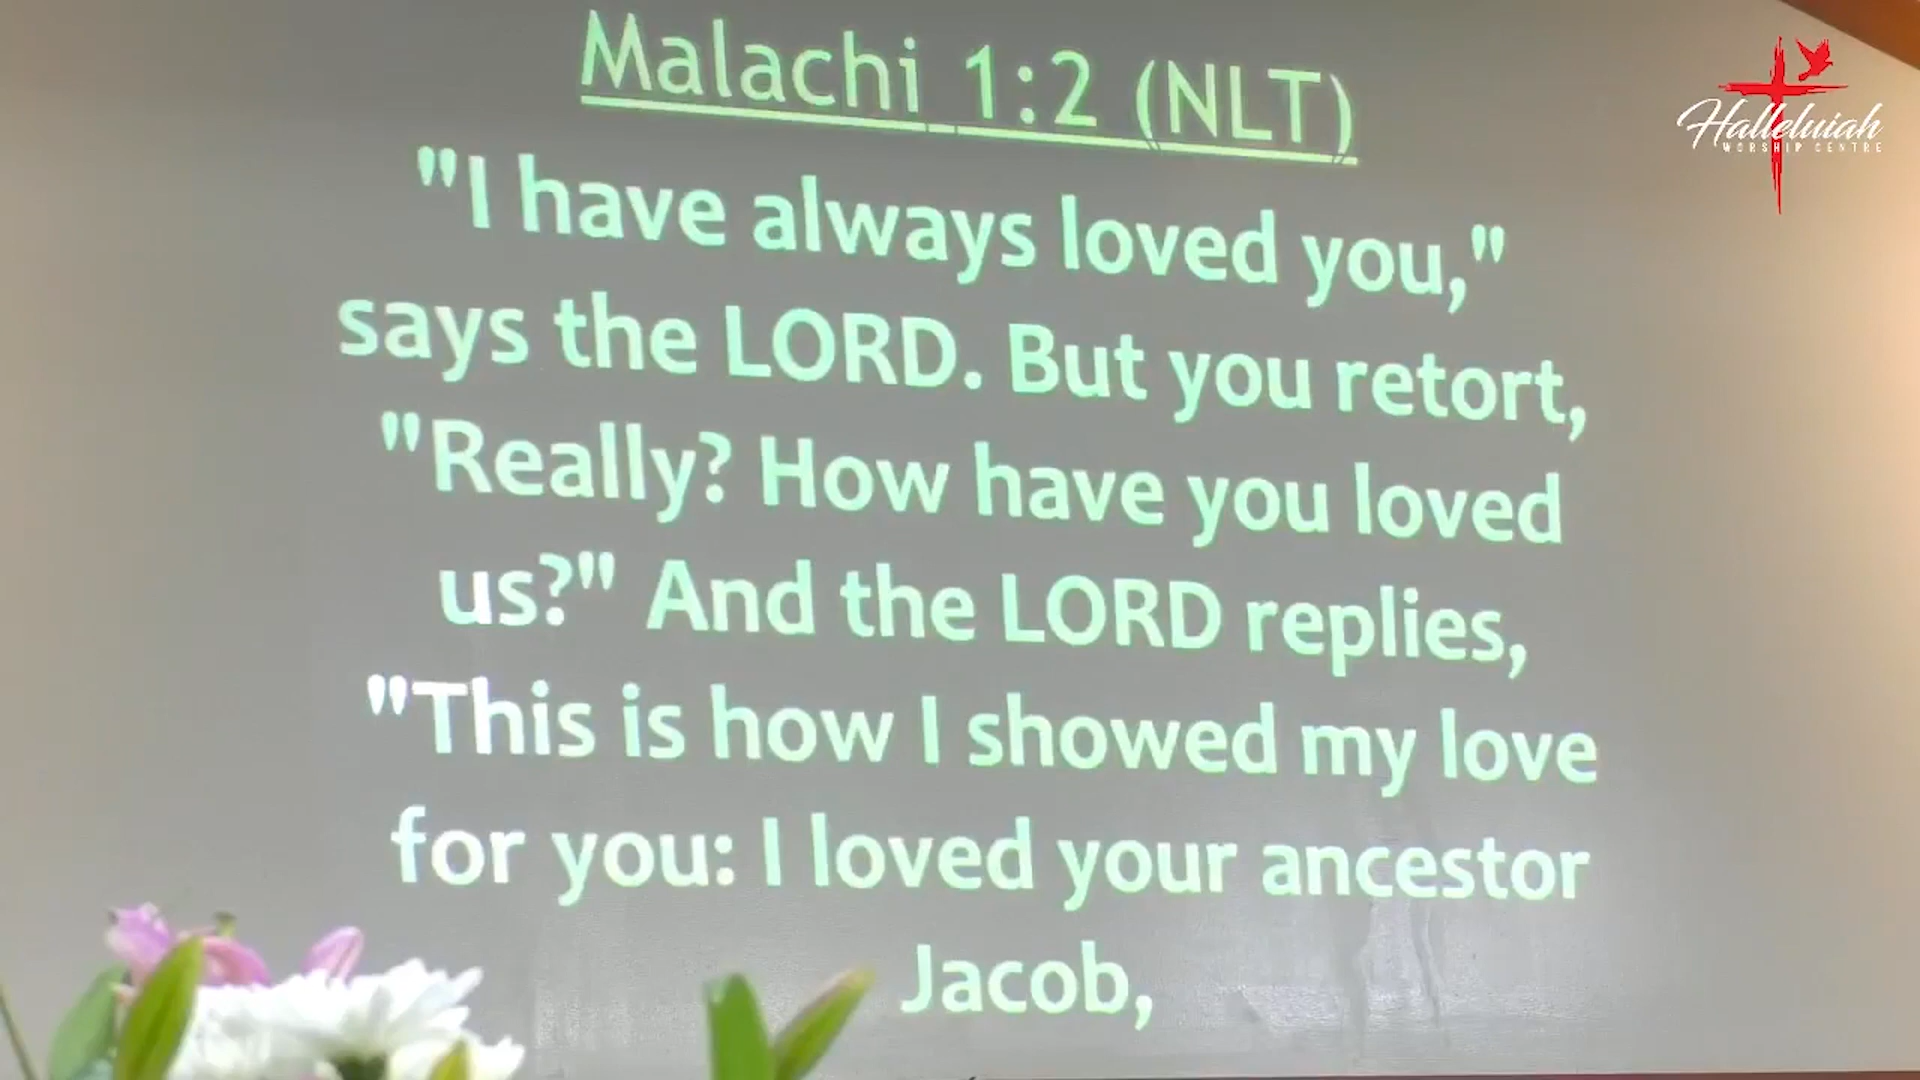 Malachi 1:2 (NLT)
"I have always loved you,"
says the LORD. But you retort,
"Really? How have you loved
us?" And the LORD replies,
"This is how I showed my love
for you: I loved your ancestor
Jacob,
Halleluiah
WORSHIP CENTRE